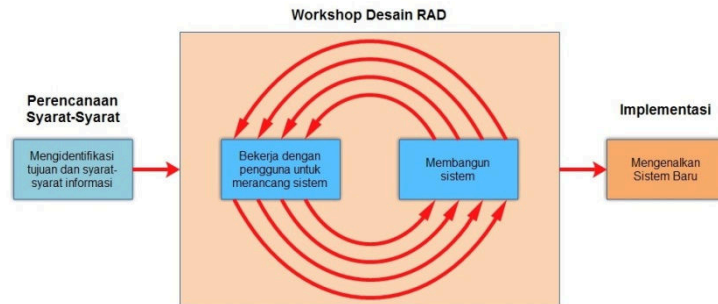 Workshop Desain RAD
Perencanaan
Syarat-Syarat
Mengidentifikasi
tujuan dan syarat-
syarat informasi
Bekerja dengan
pengguna untuk
merancang sistem
Membangun
sistem
Implementasi
Mengenalkan
Sistem Baru